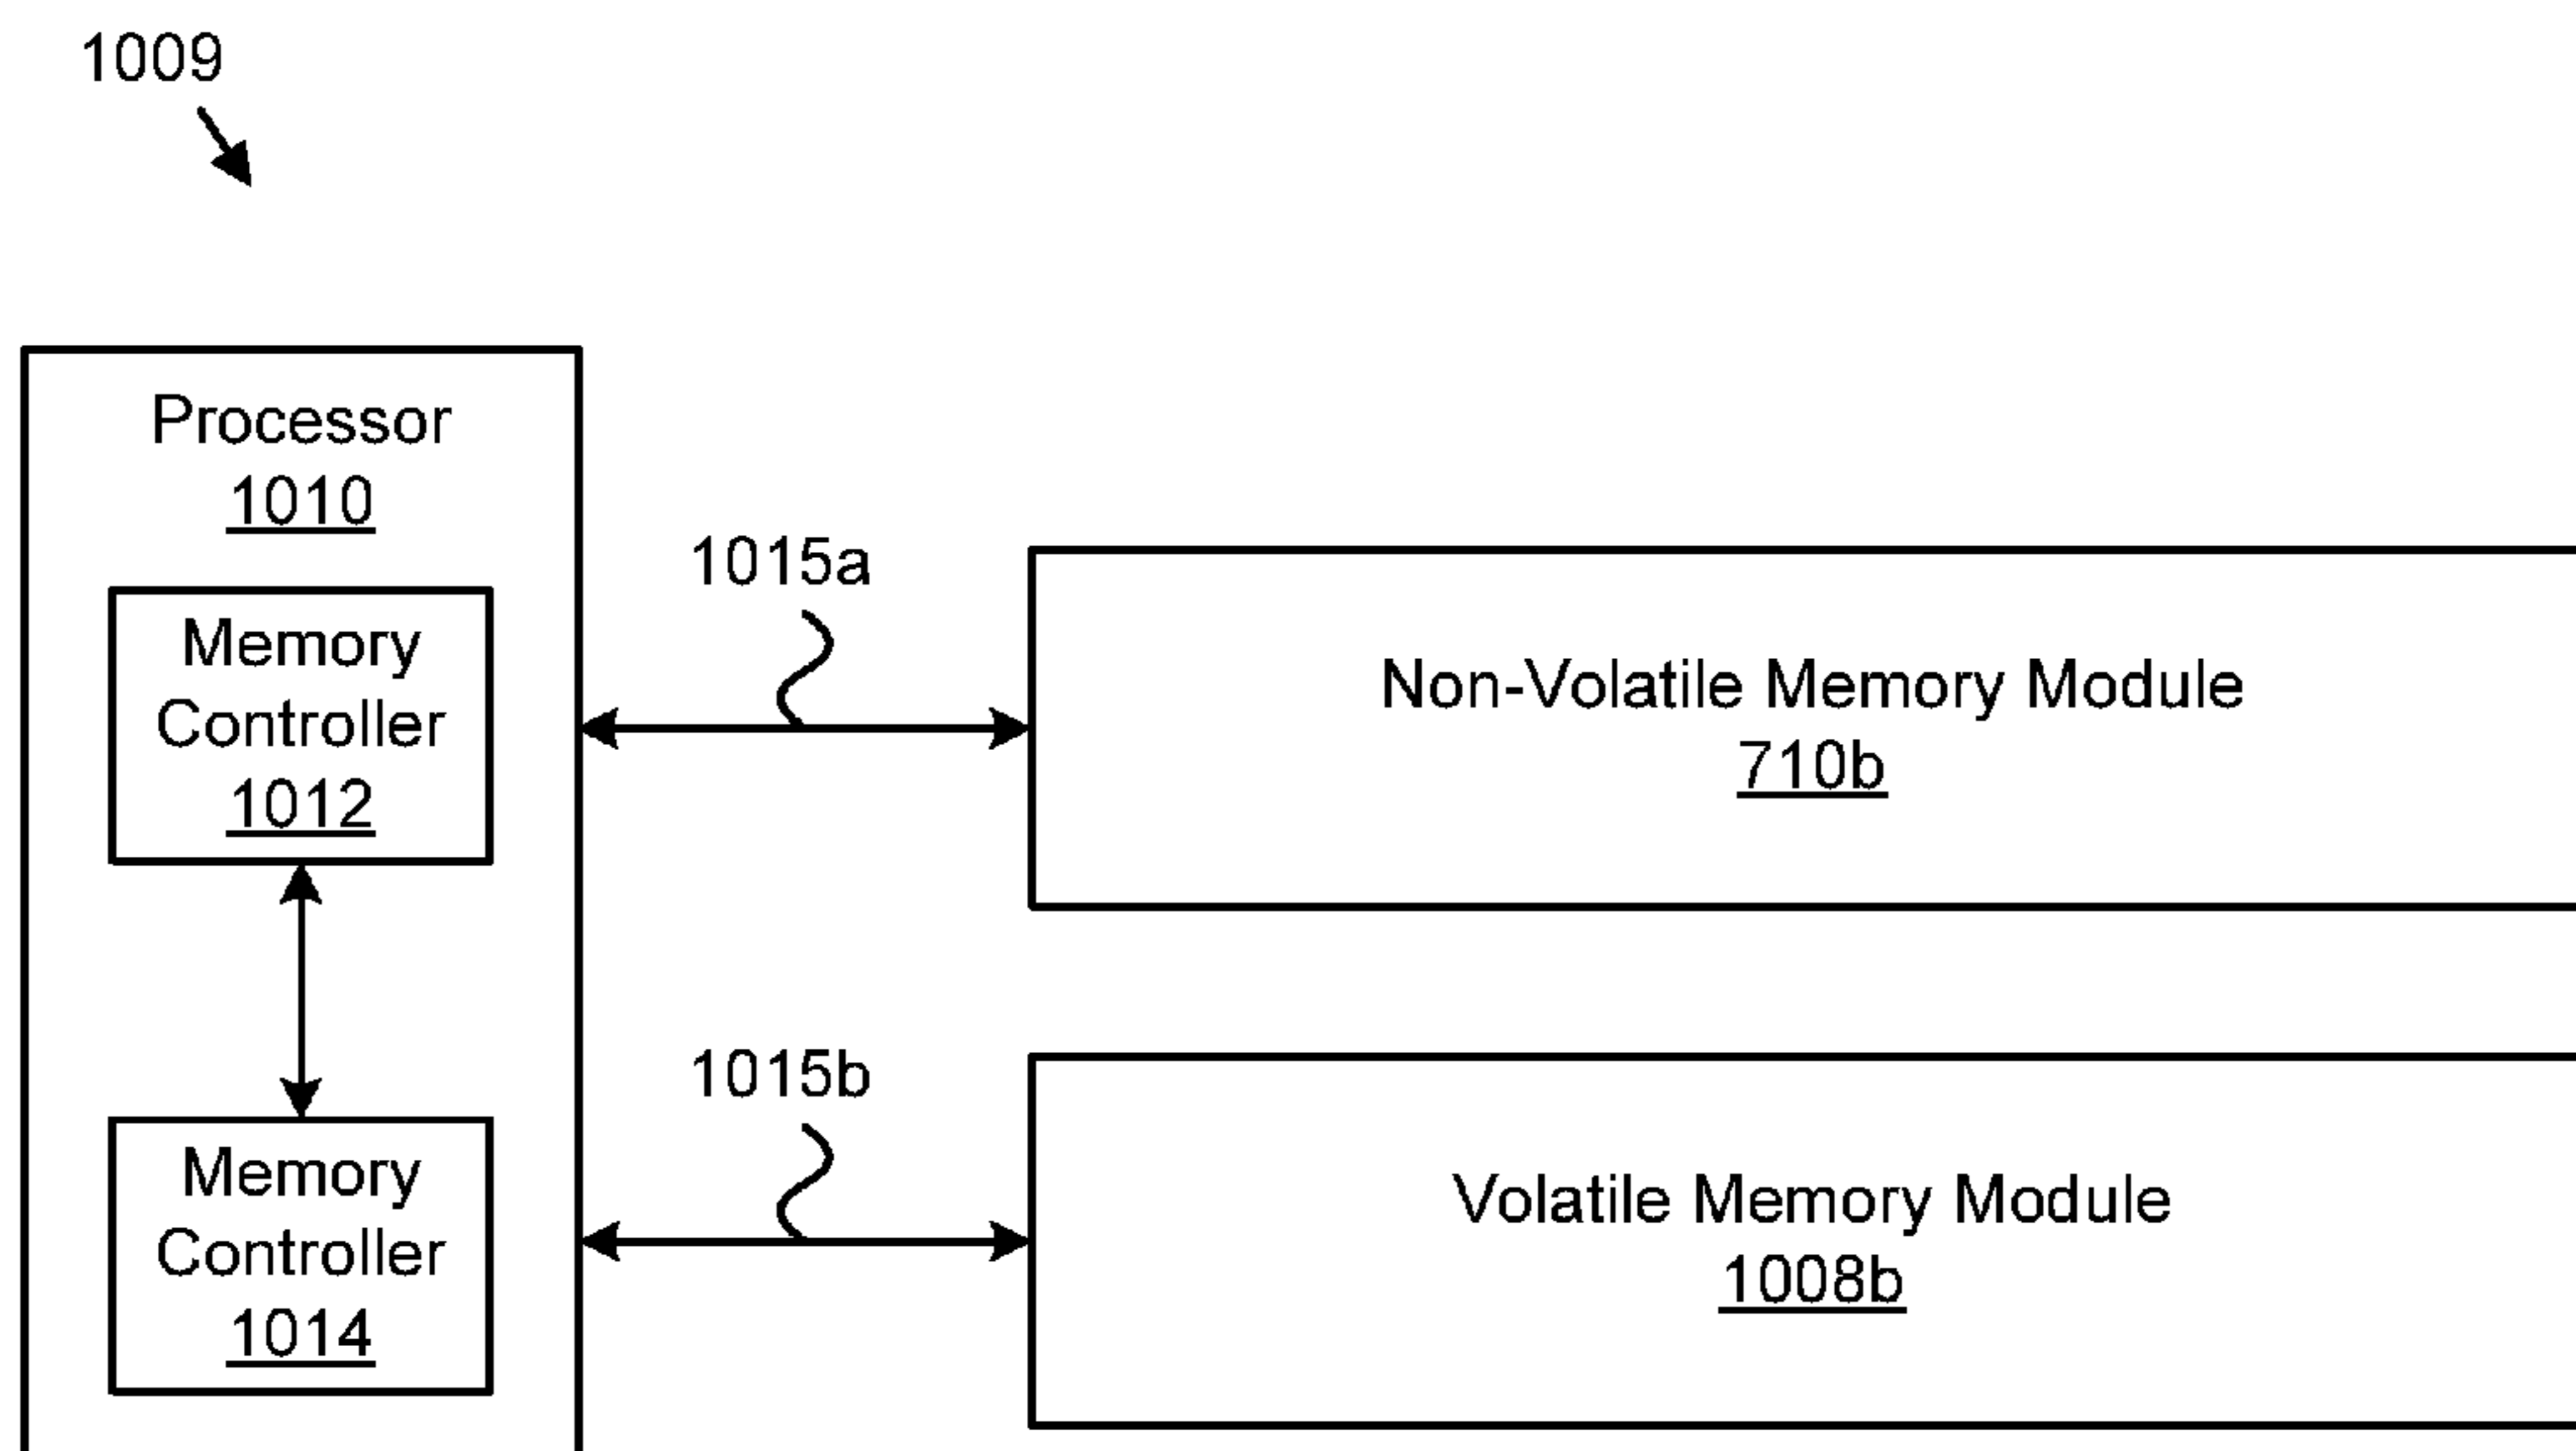 1009
Processor
1010
Memory
Controller
1012
1015a
Non-Volatile Memory Module
710b
Memory
Controller
1014
1015b
Volatile Memory Module
1008b